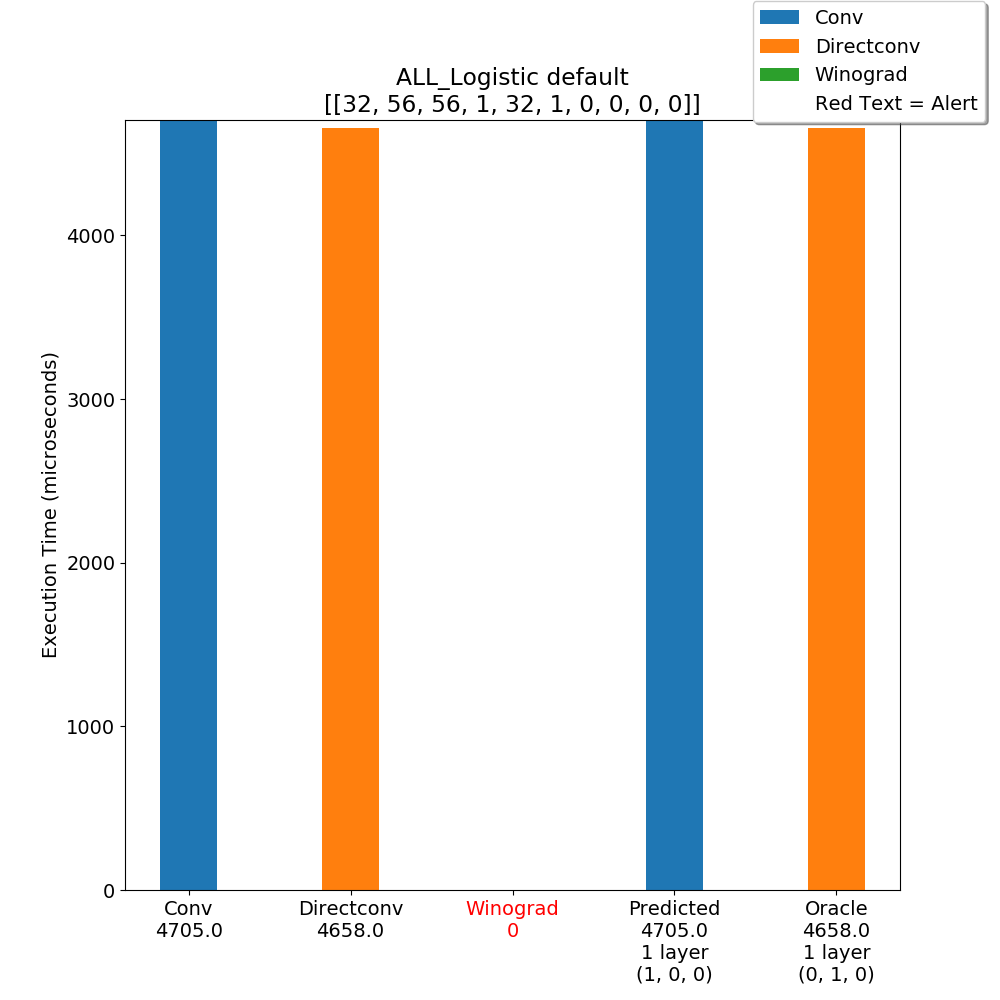 Conv
Directconv
Winograd
Red Text = Alert
ALL_Logistic default
[[32, 56, 56, 1, 32, 1, 0, 0, 0, 0]]
Execution Time (microseconds)
4000
3000
2000
1000
0
Conv
4705.0
Directconv
4658.0
Winograd
0
Predicted
4705.0
1 layer
(1, 0, 0)
Oracle
4658.0
1 layer
(0, 1, 0)